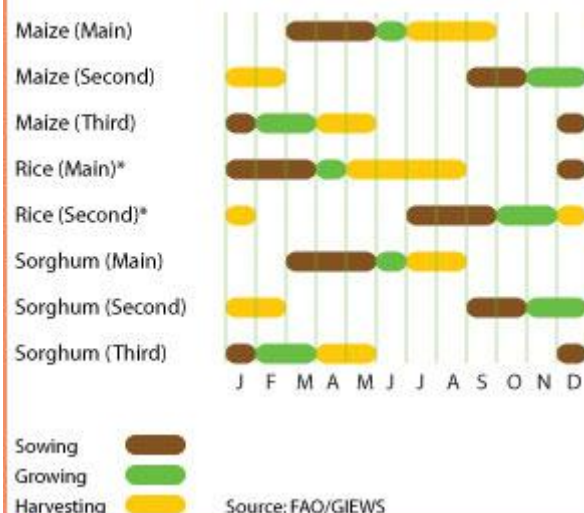 Maize (Main)
Maize (Second)
Maize (Third)
Rice (Main)*
Rice (Second)*
Sorghum (Main)
Sorghum (Second)
Sorghum (Third)
J F M A M J J A S O N D
Sowing
Growing
Harvesting
Source: FAO/GIEWS